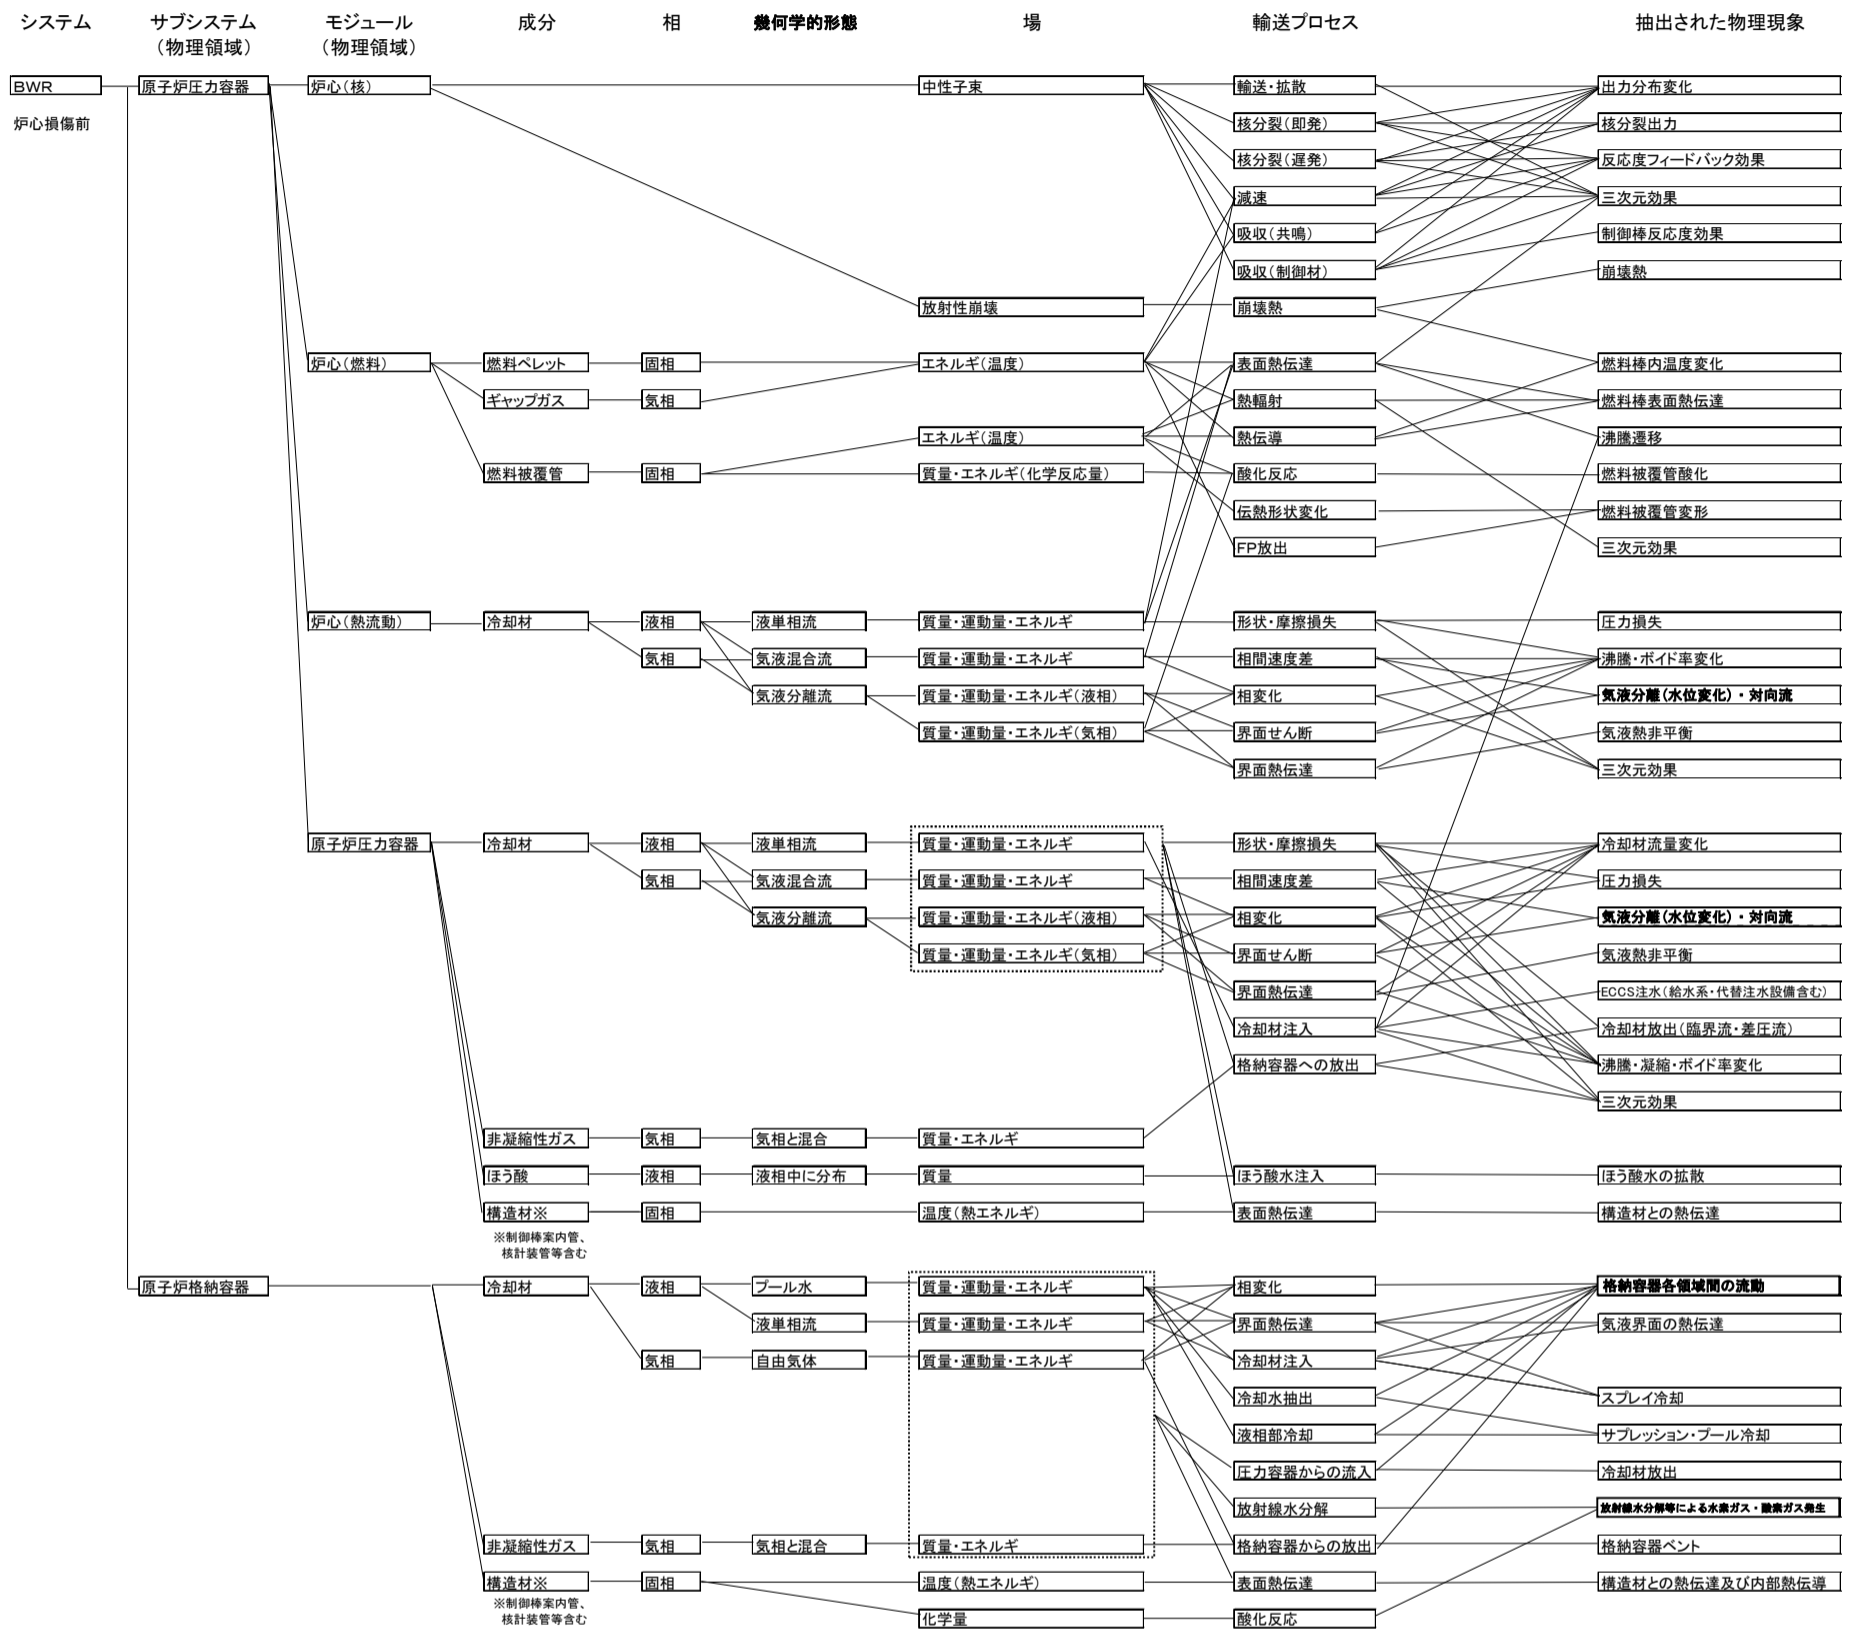 システム
サブシステム
（物理領域）
モジュール
（物理領域）
成分
相
幾何学的形態
場
輸送プロセス
抽出された物理現象
BWR
原子炉圧力容器
炉心（核）
中性子束
輸送・拡散
出力分布変化
炉心損傷前
核分裂（即発）
核分裂出力
核分裂（遅発）
反応度フィードバック効果
減速
三次元効果
吸収（共鳴）
制御棒反応度効果
吸収（制御材）
崩壊熱
放射性崩壊
崩壊熱
炉心（燃料）
燃料ペレット
固相
エネルギ（温度）
表面熱伝達
燃料棒内温度変化
ギャップガス
気相
熱輻射
燃料棒表面熱伝達
エネルギ（温度）
熱伝導
沸騰遷移
燃料被覆管
固相
質量・エネルギ（化学反応量）
酸化反応
燃料被覆管酸化
伝熱形状変化
燃料被覆管変形
FP放出
三次元効果
炉心（熱流動）
冷却材
液相
液単相流
質量・運動量・エネルギ
形状・摩擦損失
圧力損失
気相
気液混合流
質量・運動量・エネルギ
相間速度差
沸騰・ボイド率変化
気液分離流
質量・運動量・エネルギ（液相）
相変化
気液分離（水位変化）・対向流
質量・運動量・エネルギ（気相）
界面せん断
気液熱非平衡
界面熱伝達
三次元効果
原子炉圧力容器
冷却材
液相
液単相流
質量・運動量・エネルギ
形状・摩擦損失
冷却材流量変化
気相
気液混合流
質量・運動量・エネルギ
相間速度差
圧力損失
気液分離流
質量・運動量・エネルギ（液相）
相変化
気液分離（水位変化）・対向流
質量・運動量・エネルギ（気相）
界面せん断
気液熱非平衡
界面熱伝達
ECCS注水（給水系・代替注水設備含む）
冷却材注入
冷却材放出（臨界流・差圧流）
格納容器への放出
沸騰・凝縮・ボイド率変化
三次元効果
非凝縮性ガス
気相
気相と混合
質量・エネルギ
ほう酸
液相
液相中に分布
質量
ほう酸水注入
ほう酸水の拡散
構造材※
固相
温度（熱エネルギ）
表面熱伝達
構造材との熱伝達
※制御棒案内管、
核計装管等含む
原子炉格納容器
冷却材
液相
プール水
質量・運動量・エネルギ
相変化
格納容器各領域間の流動
液単相流
質量・運動量・エネルギ
界面熱伝達
気液界面の熱伝達
気相
自由気体
質量・運動量・エネルギ
冷却材注入
冷却水抽出
スプレイ冷却
液相部冷却
サプレッション・プール冷却
圧力容器からの流入
冷却材放出
放射線水分解
放射線水分解等による水素ガス・酸素ガス発生
非凝縮性ガス
気相
気相と混合
質量・エネルギ
格納容器からの放出
格納容器ベント
構造材※
固相
温度（熱エネルギ）
表面熱伝達
構造材との熱伝達及び内部熱伝導
※制御棒案内管、
核計装管等含む
化学量
酸化反応